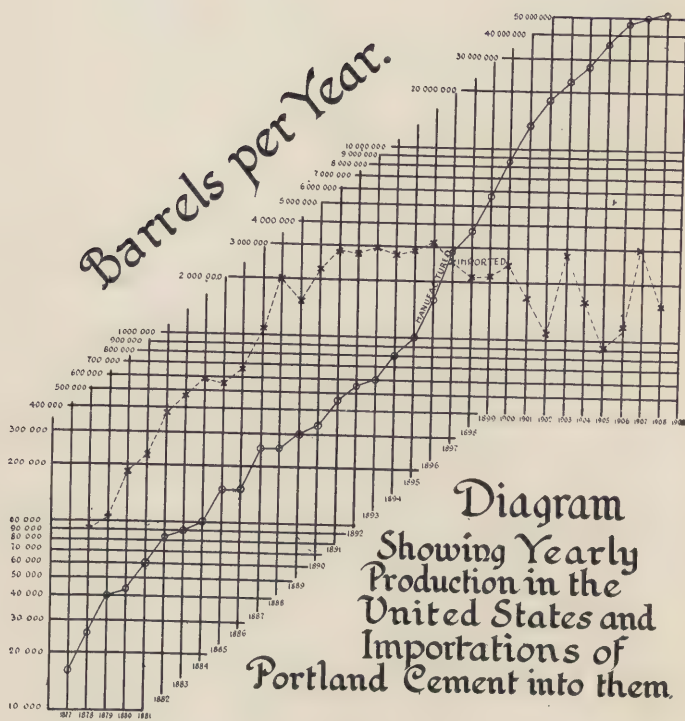 Barrels per Year.
50 000 000
40 000 000
30 000 000
20 000 000
10 000 000
9 000 000
8 000 000
7 000 000
6 000 000
5 000 000
4 000 000
3 000 000
2 000 000
1 000 000
900 000
800 000
700 000
600 000
500 000
400 000
300 000
200 000
90 000
80 000
70 000
60 000
50 000
40 000
30 000
20 000
10 000
MANUFACTURED
IMPORTED
1877
1878
1879
1880
1881
1882
1883
1884
1885
1886
1887
1888
1889
1890
1891
1892
1893
1894
1895
1896
1897
1898
1899
1900
1901
1902
1903
1904
1905
1906
1907
1908
Diagram
Showing Yearly
Production in the
United States and
Importations of
Portland Cement into them.